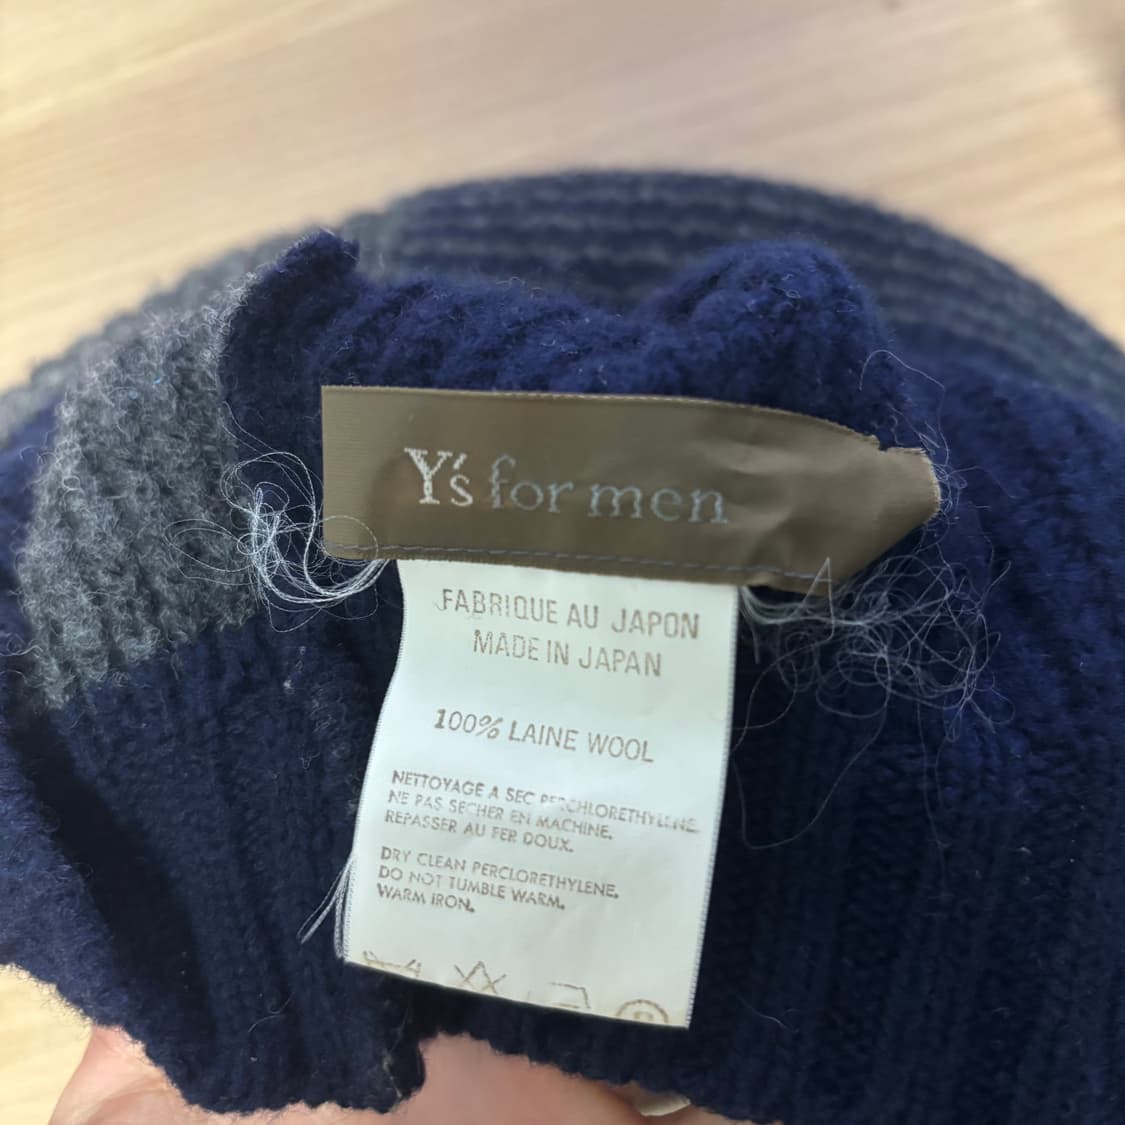 Y's for men
FABRIQUE AU JAPON
MADE IN JAPAN
100% LAINE WOOL
NETTOYAGE A SEC PERCHLORETHYLENE.
NE PAS SECHER EN MACHINE.
REPASSER AU FER DOUX.
DRY CLEAN PERCLORETHYLENE.
DO NOT TUMBLE WARM.
WARM IRON.